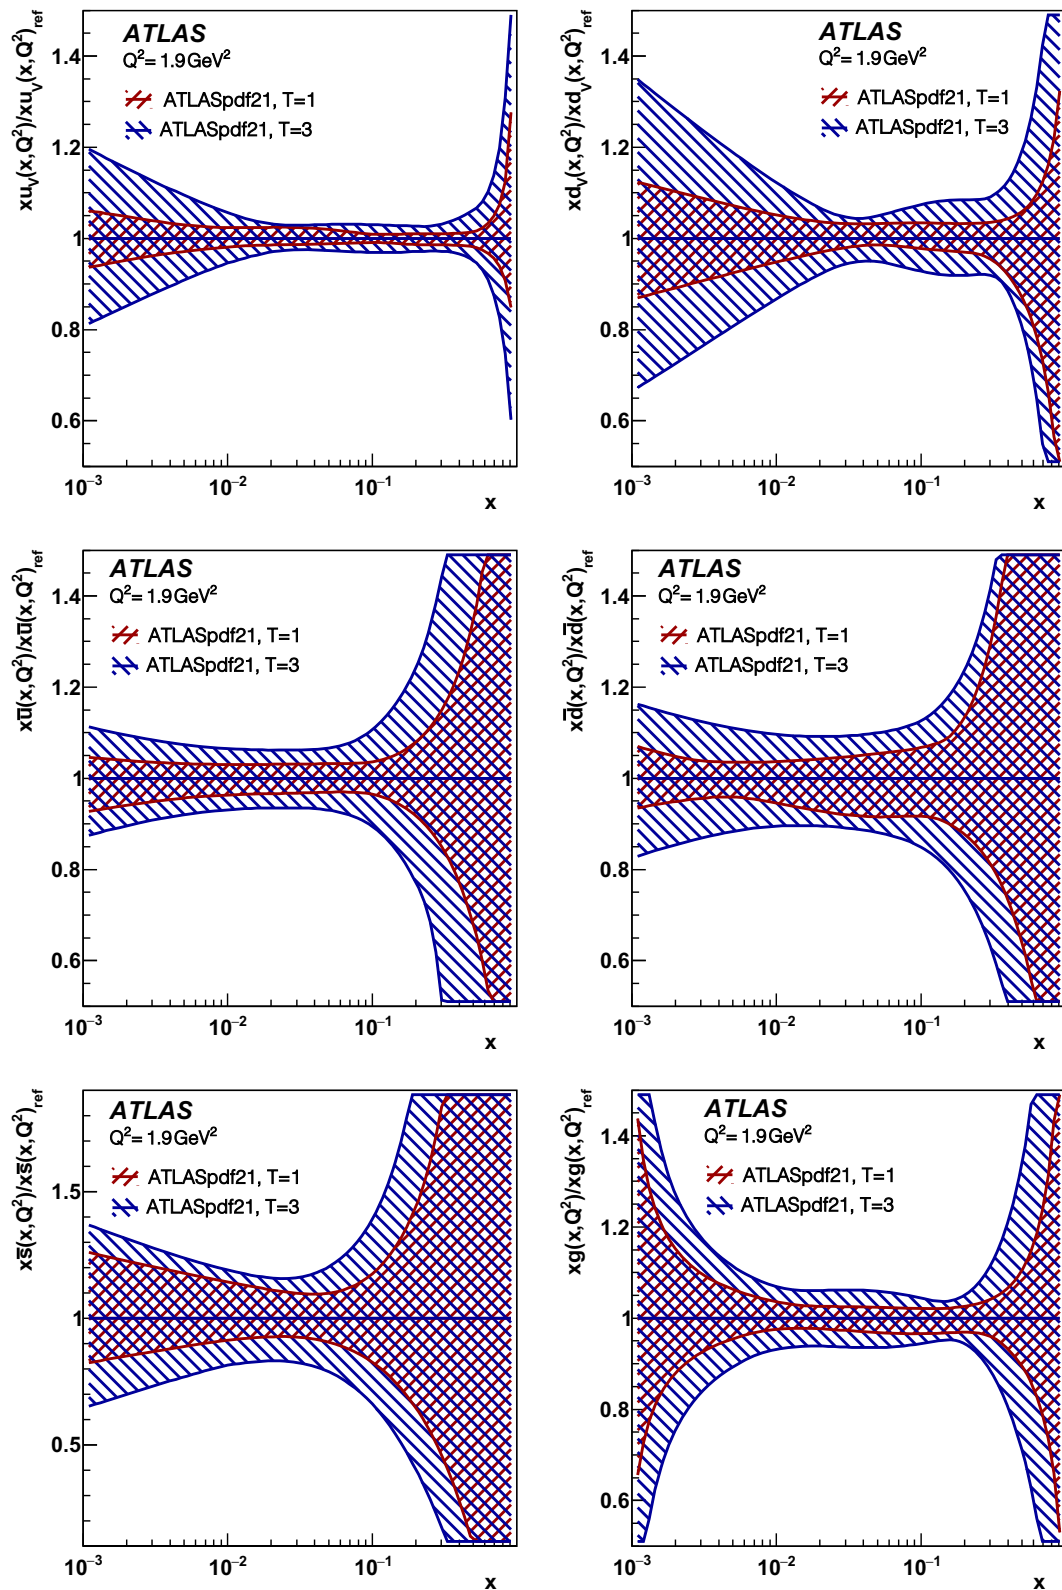 xu_V(x,Q²)/xu_V(x,Q²)_ref
ATLAS
Q² = 1.9 GeV²
ATLASpdf21, T=1
ATLASpdf21, T=3
1.4
1.2
1
0.8
0.6
10⁻³
10⁻²
10⁻¹
x
xd_V(x,Q²)/xd_V(x,Q²)_ref
ATLAS
Q² = 1.9 GeV²
ATLASpdf21, T=1
ATLASpdf21, T=3
1.4
1.2
1
0.8
0.6
10⁻³
10⁻²
10⁻¹
x
xu̅(x,Q²)/xu̅(x,Q²)_ref
ATLAS
Q² = 1.9 GeV²
ATLASpdf21, T=1
ATLASpdf21, T=3
1.4
1.2
1
0.8
0.6
10⁻³
10⁻²
10⁻¹
x
xd̅(x,Q²)/xd̅(x,Q²)_ref
ATLAS
Q² = 1.9 GeV²
ATLASpdf21, T=1
ATLASpdf21, T=3
1.4
1.2
1
0.8
0.6
10⁻³
10⁻²
10⁻¹
x
xs̅(x,Q²)/xs̅(x,Q²)_ref
ATLAS
Q² = 1.9 GeV²
ATLASpdf21, T=1
ATLASpdf21, T=3
1.5
1
0.5
10⁻³
10⁻²
10⁻¹
x
xg(x,Q²)/xg(x,Q²)_ref
ATLAS
Q² = 1.9 GeV²
ATLASpdf21, T=1
ATLASpdf21, T=3
1.4
1.2
1
0.8
0.6
10⁻³
10⁻²
10⁻¹
x